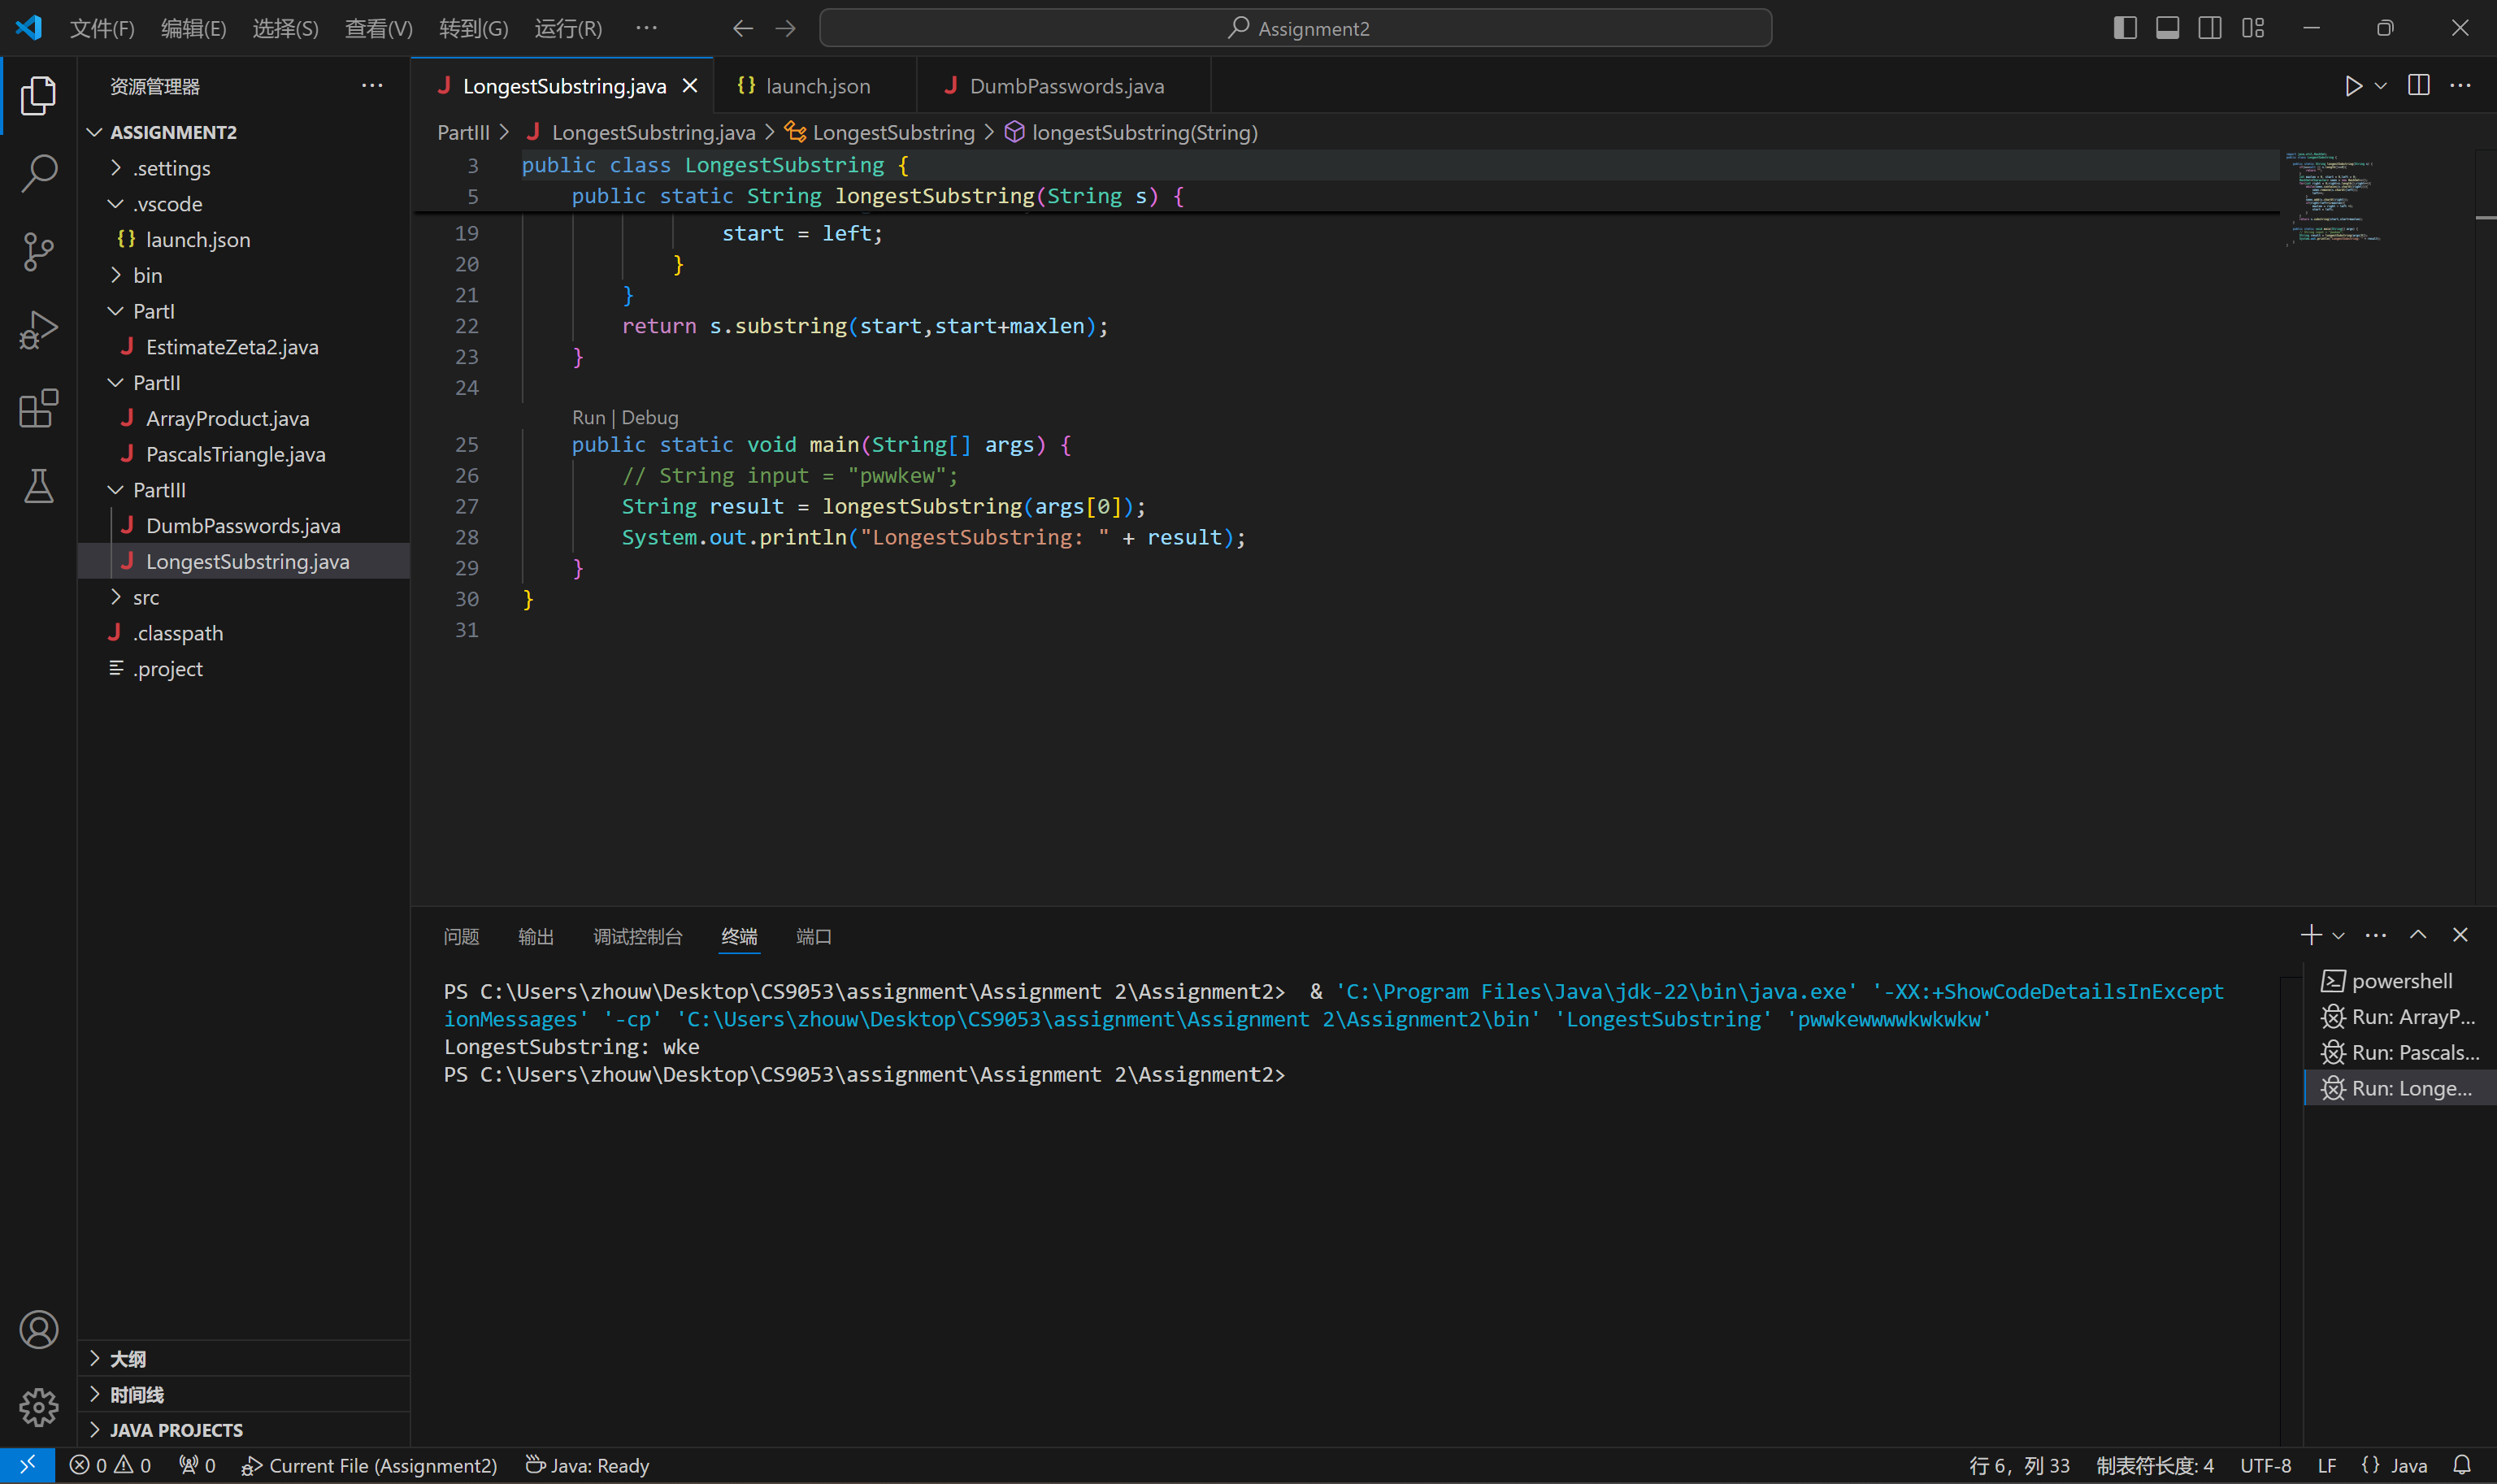 文件(F) 编辑(E) 选择(S) 查看(V) 转到(G) 运行(R) ··· Assignment2
资源管理器 ···
LongestSubstring.java launch.json DumbPasswords.java
ASSIGNMENT2
.settings
.vscode
{} launch.json
bin
PartI
J EstimateZeta2.java
PartII
J ArrayProduct.java
J PascalsTriangle.java
PartIII
J DumbPasswords.java
J LongestSubstring.java
src
J .classpath
.project
大纲
时间线
JAVA PROJECTS
PartIII > J LongestSubstring.java > LongestSubstring > longestSubstring(String)
3 public class LongestSubstring {
5 public static String longestSubstring(String s) {
19 start = left;
20 }
21 }
22 return s.substring(start,start+maxlen);
23 }
24
Run | Debug
25 public static void main(String[] args) {
26 // String input = "pwwkew";
27 String result = longestSubstring(args[0]);
28 System.out.println("LongestSubstring: " + result);
29 }
30 }
31
问题 输出 调试控制台 终端 端口
PS C:\Users\zhouw\Desktop\CS9053\assignment\Assignment 2\Assignment2>  & 'C:\Program Files\Java\jdk-22\bin\java.exe' '-XX:+ShowCodeDetailsInExcept
ionMessages' '-cp' 'C:\Users\zhouw\Desktop\CS9053\assignment\Assignment 2\Assignment2\bin' 'LongestSubstring' 'pwwkewwwwkwkwkw'
LongestSubstring: wke
PS C:\Users\zhouw\Desktop\CS9053\assignment\Assignment 2\Assignment2>
powershell
Run: ArrayP...
Run: Pascals...
Run: Longe...
0 0 0 Current File (Assignment2) Java: Ready 行 6，列 33 制表符长度: 4 UTF-8 LF {} Java